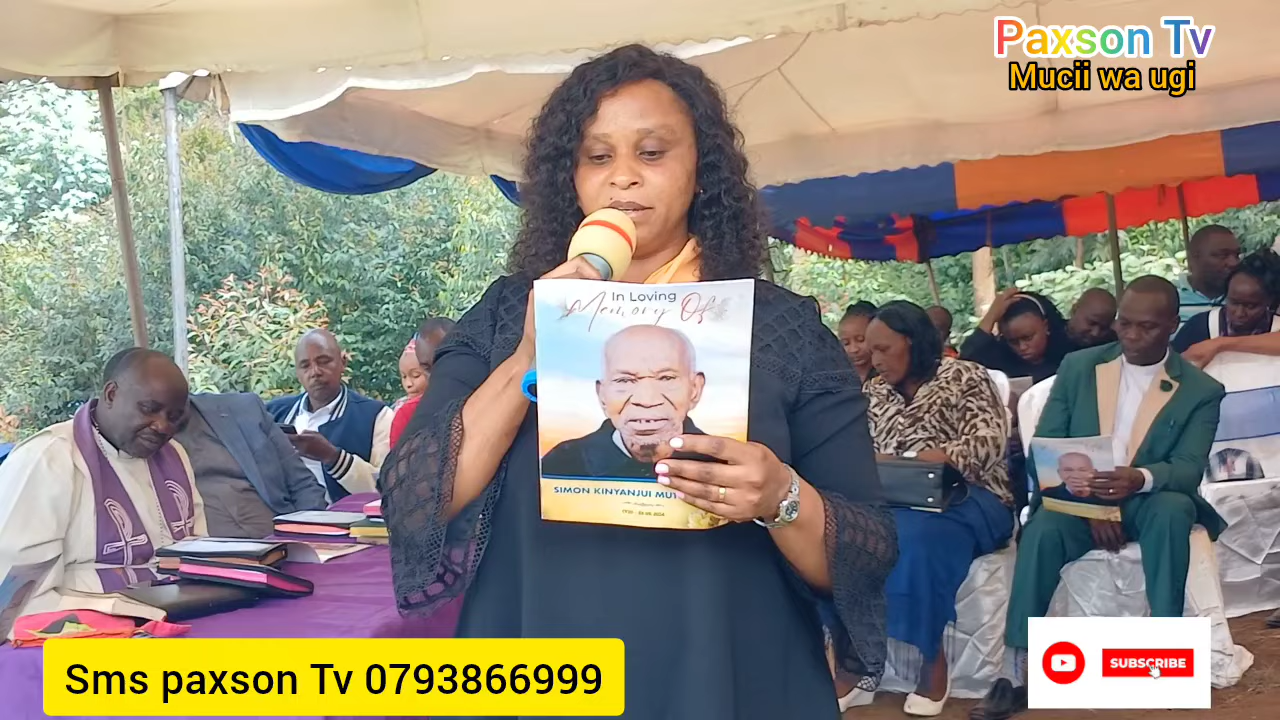 Paxson Tv
Mucii wa ugi
In Loving
Memory Of
SIMON KINYANJUI
Sms paxson Tv 0793866999
SUBSCRIBE